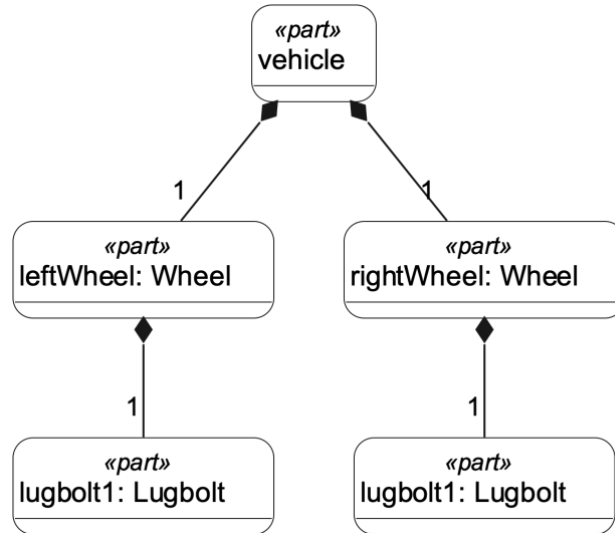 «part»
vehicle
1
1
«part»
leftWheel: Wheel
«part»
rightWheel: Wheel
1
1
«part»
lugbolt1: Lugbolt
«part»
lugbolt1: Lugbolt